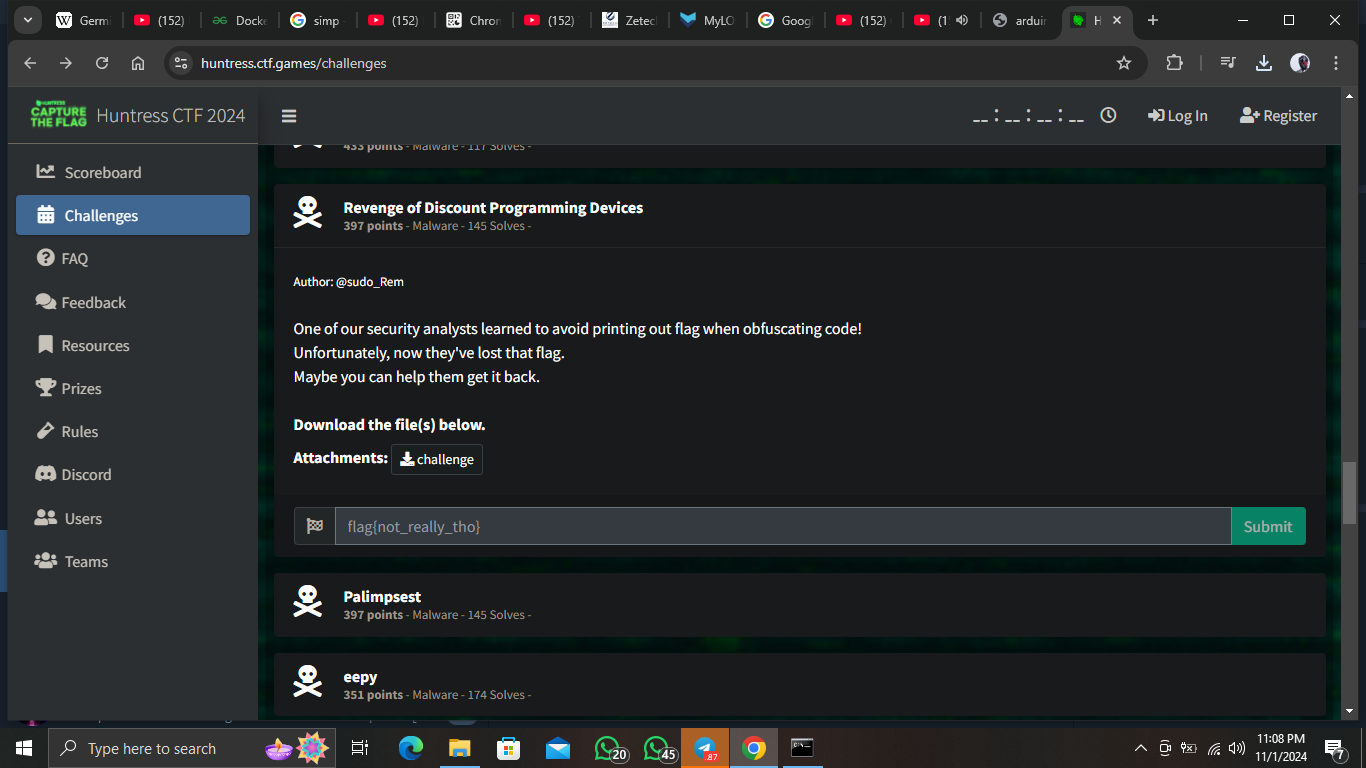 Germi
(152)
Docke
simp
(152)
Chron
(152)
Zetec
MyLO
Goog
(152)
(1
arduir
H
huntress.ctf.games/challenges
HUNTRESS
CAPTURE
THE FLAG
Huntress CTF 2024
__ : __ : __ : __
Log In
Register
Scoreboard
Challenges
FAQ
Feedback
Resources
Prizes
Rules
Discord
Users
Teams
433 points - Malware - 117 Solves -
Revenge of Discount Programming Devices
397 points - Malware - 145 Solves -
Author: @sudo_Rem
One of our security analysts learned to avoid printing out flag when obfuscating code!
Unfortunately, now they've lost that flag.
Maybe you can help them get it back.
Download the file(s) below.
Attachments: challenge
flag{not_really_tho}
Submit
Palimpsest
397 points - Malware - 145 Solves -
eepy
351 points - Malware - 174 Solves -
Type here to search
20
45
.87
11:08 PM
11/1/2024
7